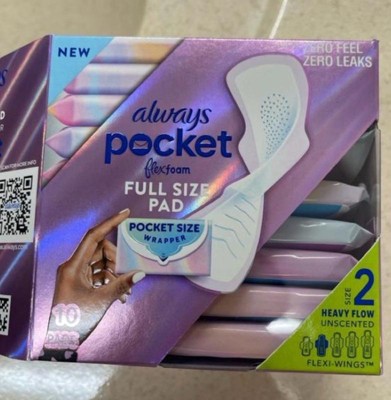 NEW
ZERO FEEL
ZERO LEAKS
always
pocket
flexfoam
FULL SIZE
PAD
POCKET SIZE
WRAPPER
10
PADS
SIZE 2
HEAVY FLOW
UNSCENTED
FLEXI-WINGS™